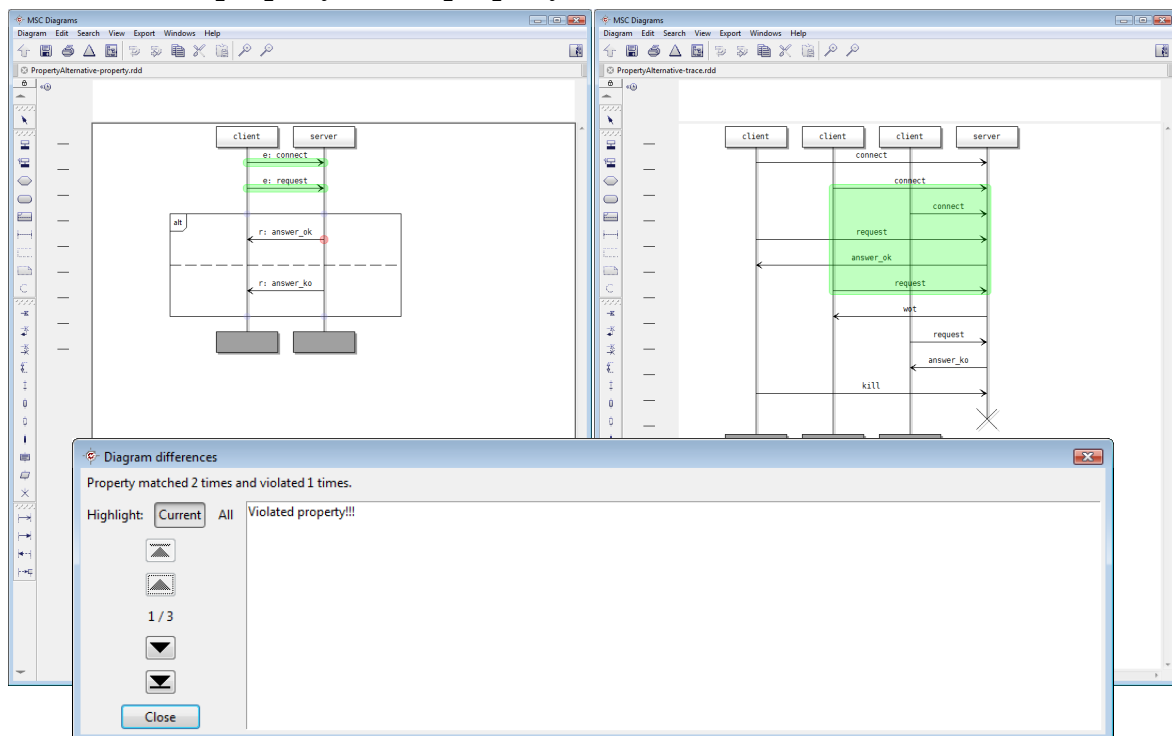 MSC Diagrams
Diagram Edit Search View Export Windows Help
PropertyAlternative-property.rdd
client server
e: connect
e: request
alt
r: answer_ok
r: answer_ko
MSC Diagrams
Diagram Edit Search View Export Windows Help
PropertyAlternative-trace.rdd
client client client server
connect
connect
connect
request
answer_ok
request
wot
request
answer_ko
kill
Diagram differences
Property matched 2 times and violated 1 times.
Highlight: Current All
Violated property!!!
1 / 3
Close